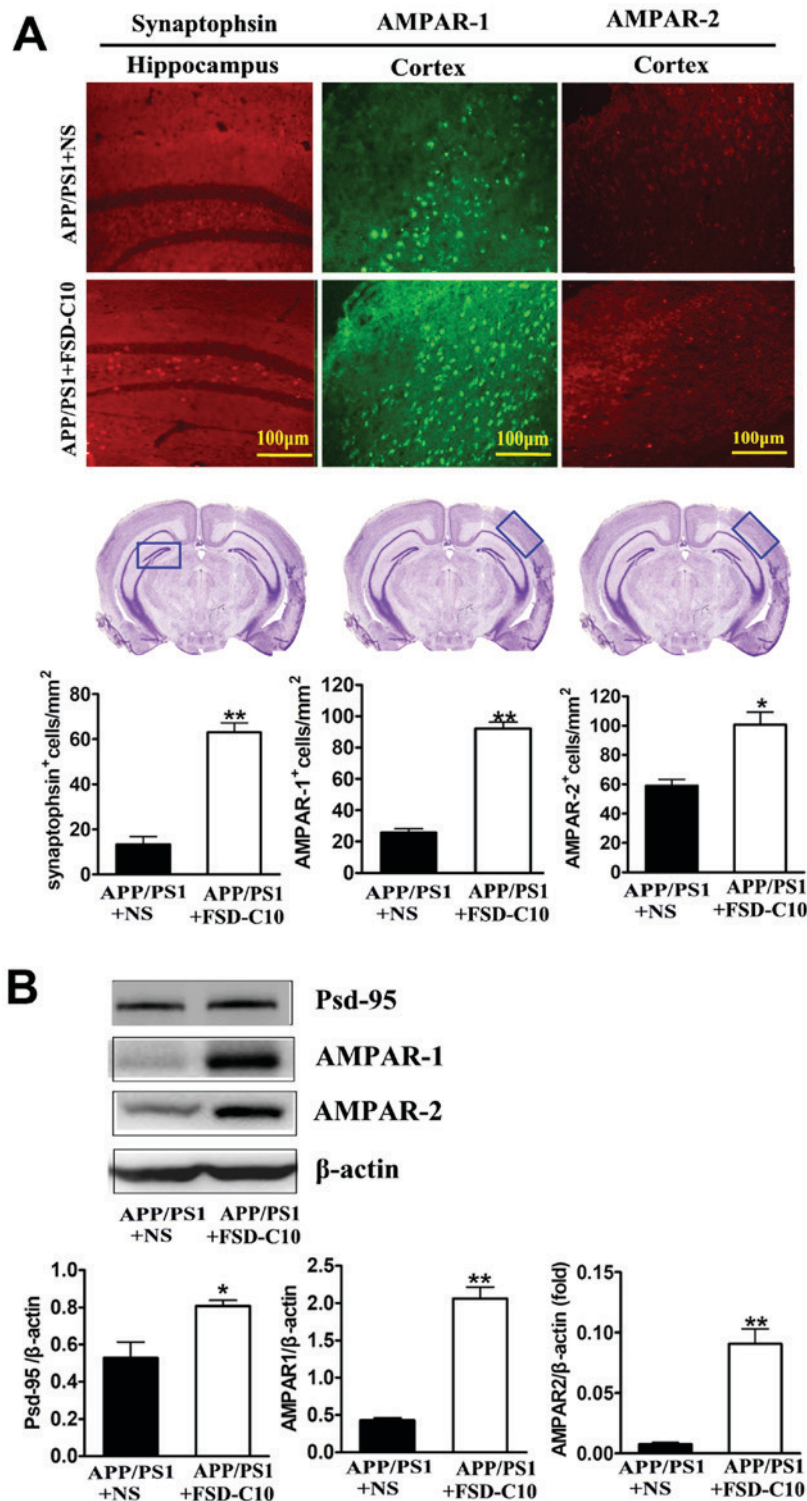 A
Synaptophsin AMPAR-1 AMPAR-2
Hippocampus Cortex Cortex
APP/PS1+NS
APP/PS1+FSD-C10
100μm 100μm 100μm
synaptophsin+ cells/mm2
80
60
40
20
0
**
APP/PS1 +NS
APP/PS1 +FSD-C10
AMPAR-1+ cells/mm2
120
100
80
60
40
20
0
**
APP/PS1 +NS
APP/PS1 +FSD-C10
AMPAR-2+ cells/mm2
120
100
80
60
40
20
0
*
APP/PS1 +NS
APP/PS1 +FSD-C10
B
Psd-95
AMPAR-1
AMPAR-2
β-actin
APP/PS1 +NS
APP/PS1 +FSD-C10
Psd-95 /β-actin
1.0
0.8
0.6
0.4
0.2
0.0
*
APP/PS1 +NS
APP/PS1 +FSD-C10
AMPAR1/β-actin
2.5
2.0
1.5
1.0
0.5
0.0
**
APP/PS1 +NS
APP/PS1 +FSD-C10
AMPAR2/β-actin (fold)
0.15
0.10
0.05
0.00
**
APP/PS1 +NS
APP/PS1 +FSD-C10